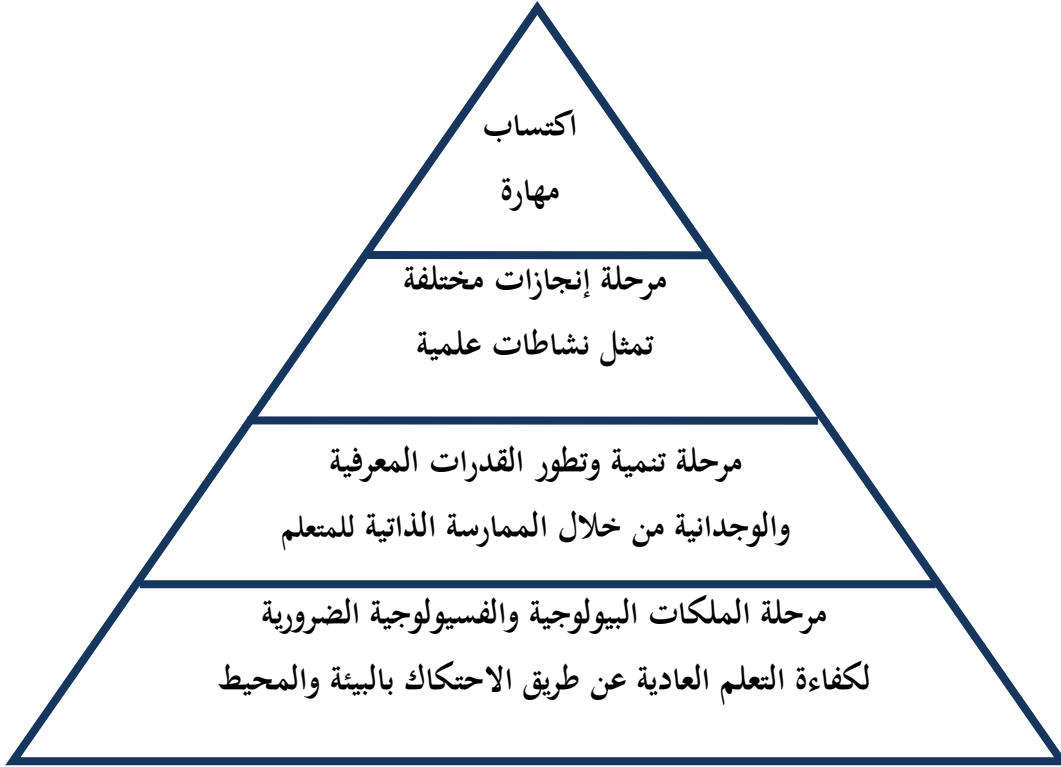 اكتساب
مهارة
مرحلة إنجازات مختلفة
تمثل نشاطات علمية
مرحلة تنمية وتطور القدرات المعرفية
والوجدانية من خلال الممارسة الذاتية للمتعلم
مرحلة الملكات البيولوجية والفسيولوجية الضرورية
لكفاءة التعلم العادية عن طريق الاحتكاك بالبيئة والمحيط